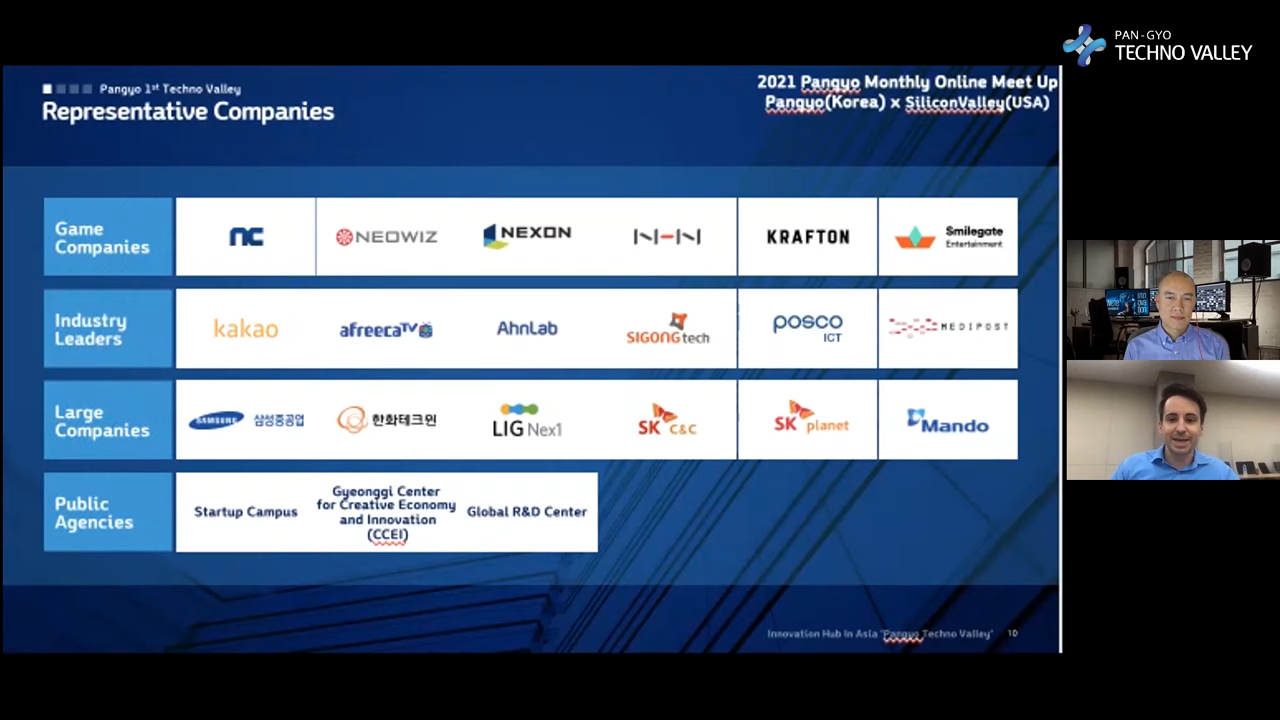 PAN-GYO
TECHNO VALLEY
Pangyo 1st Techno Valley
Representative Companies
2021 Pangyo Monthly Online Meet Up
Pangyo(Korea) x SiliconValley(USA)
Game
Companies
nc
NEOWIZ
NEXON
NHN
KRAFTON
Smilegate
Entertainment
Industry
Leaders
kakao
afreecaTV
AhnLab
SIGONG tech
posco
ICT
MEDIPOST
Large
Companies
SAMSUNG 삼성중공업
한화테크윈
LIG Nex1
SK C&C
SK planet
Mando
Public
Agencies
Startup Campus
Gyeonggi Center
for Creative Economy
and Innovation
(CCEI)
Global R&D Center
Innovation Hub In Asia "Pangyo Techno Valley" 10